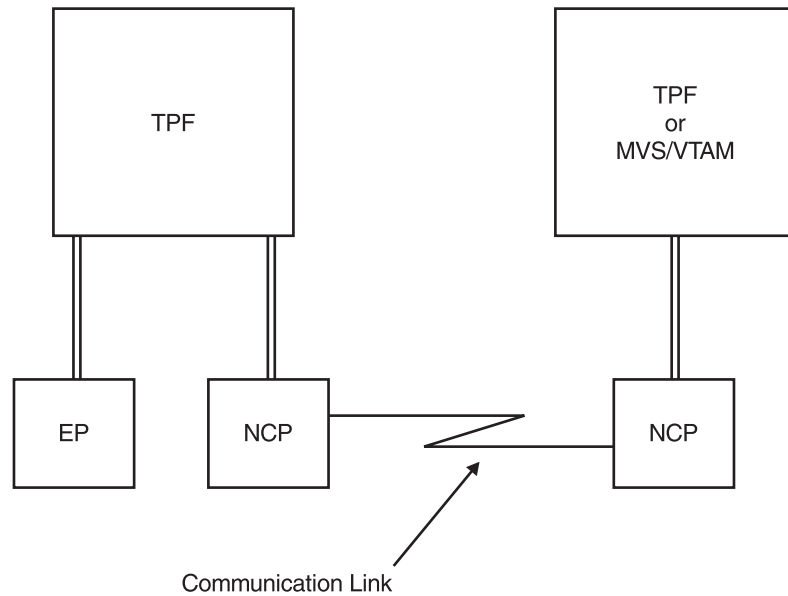 TPF
TPF
or
MVS/VTAM
EP
NCP
NCP
Communication Link